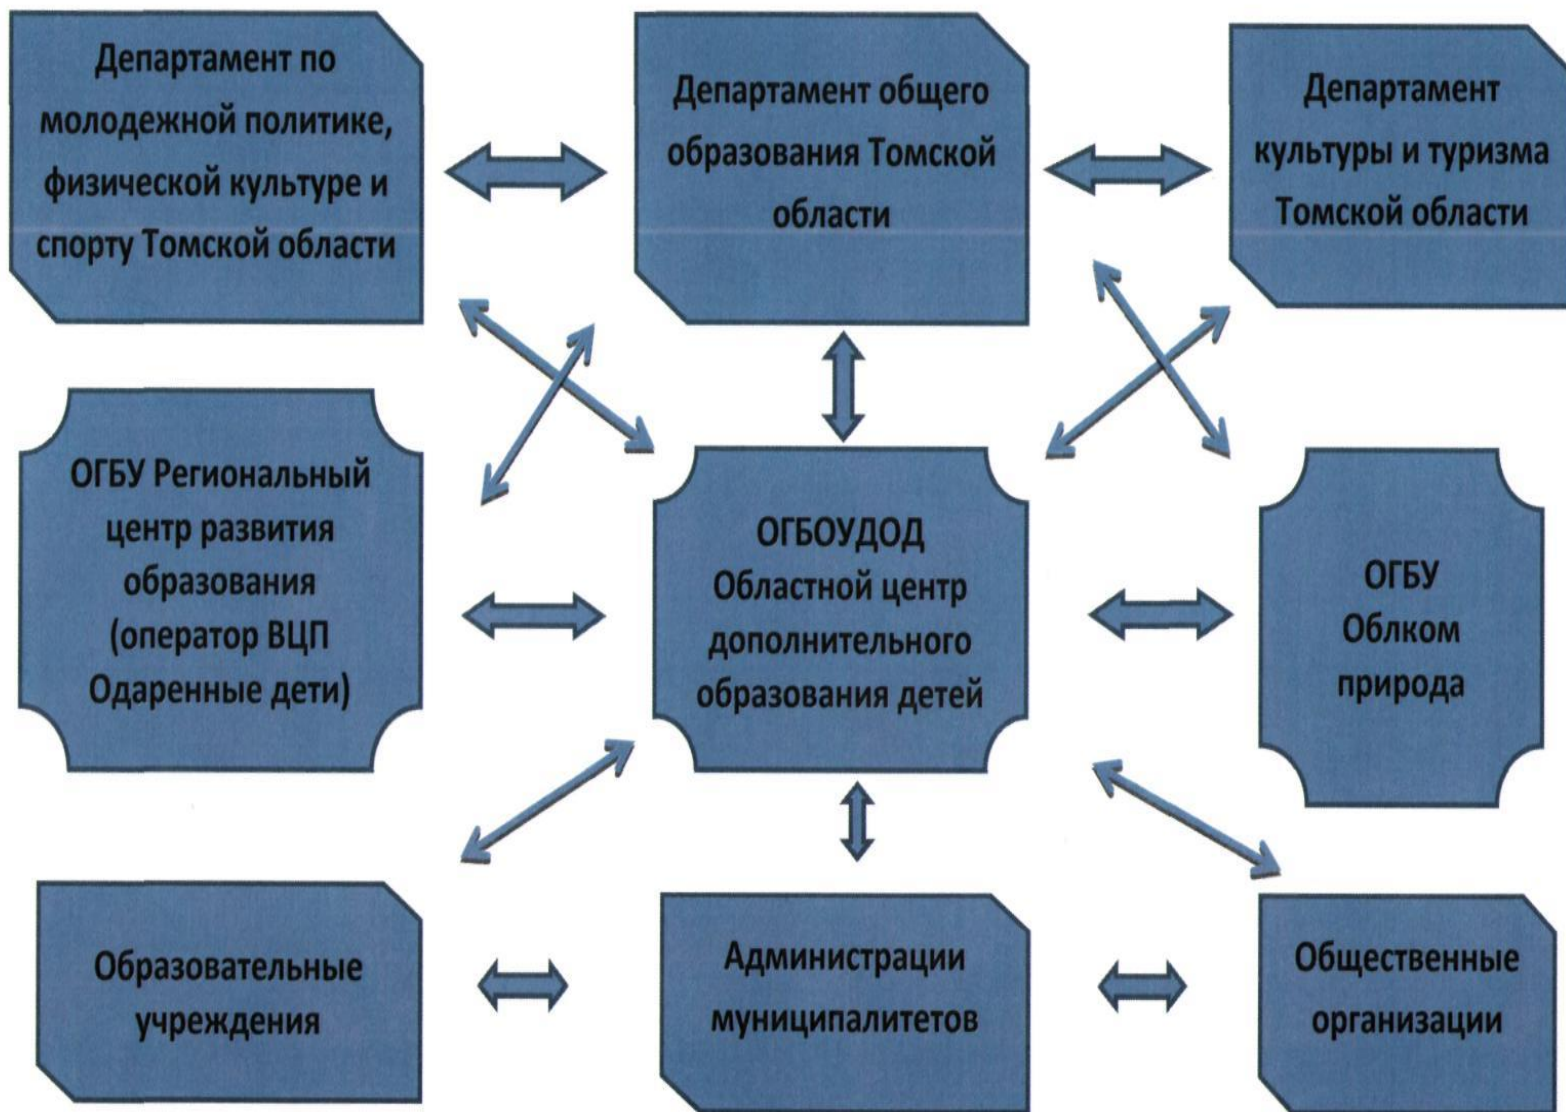 Департамент по
молодежной политике,
физической культуре и
спорту Томской области
Департамент общего
образования Томской
области
Департамент
культуры и туризма
Томской области
ОГБУ Региональный
центр развития
образования
(оператор ВЦП
Одаренные дети)
ОГБОУДОД
Областной центр
дополнительного
образования детей
ОГБУ
Облком
природа
Образовательные
учреждения
Администрации
муниципалитетов
Общественные
организации